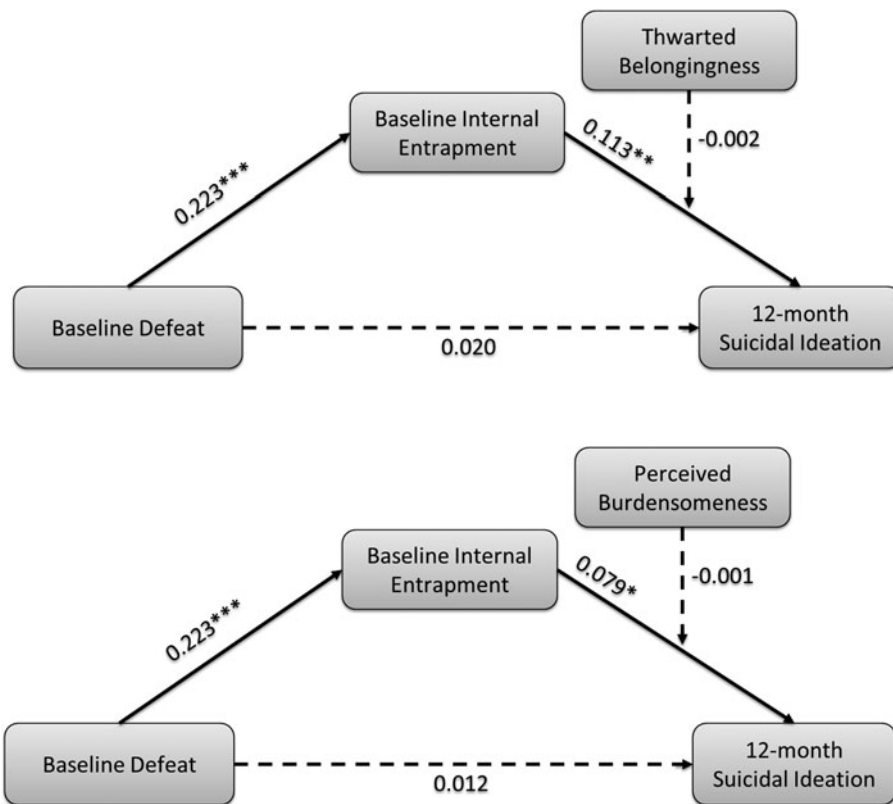 Thwarted
Belongingness
Baseline Internal
Entrapment
0.113**
-0.002
0.223***
Baseline Defeat
0.020
12-month
Suicidal Ideation
Perceived
Burdensomeness
Baseline Internal
Entrapment
0.079*
-0.001
0.223***
Baseline Defeat
0.012
12-month
Suicidal Ideation